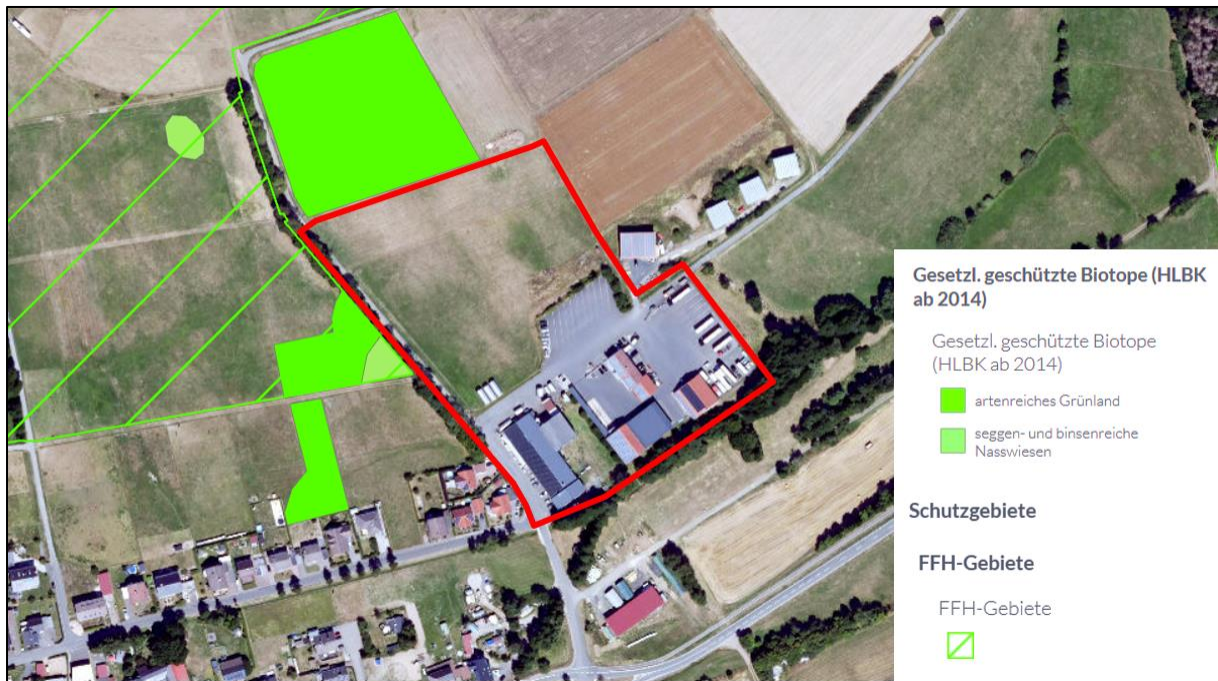 Gesetzl. geschützte Biotope (HLBK
ab 2014)
Gesetzl. geschützte Biotope
(HLBK ab 2014)
artenreiches Grünland
seggen- und binsenreiche
Nasswiesen
Schutzgebiete
FFH-Gebiete
FFH-Gebiete